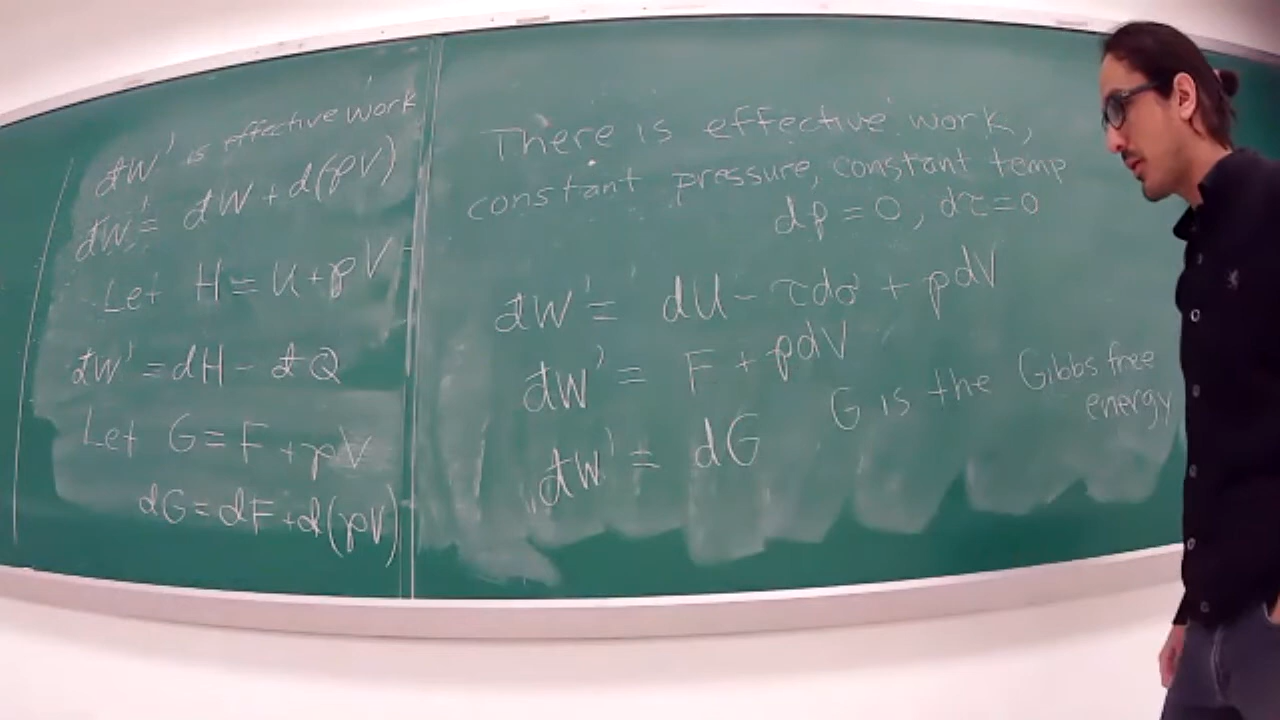 đW' is effective work
đW' = đW + d(pV)
Let H = U + pV
đW' = dH - đQ
Let G = F + pV
dG = dF + d(pV)
There is effective work,
constant pressure, constant temp
dp = 0, dτ = 0
đW' = dU - τdσ + pdV
đW' = F + pdV
đW' = dG
G is the Gibbs free
energy